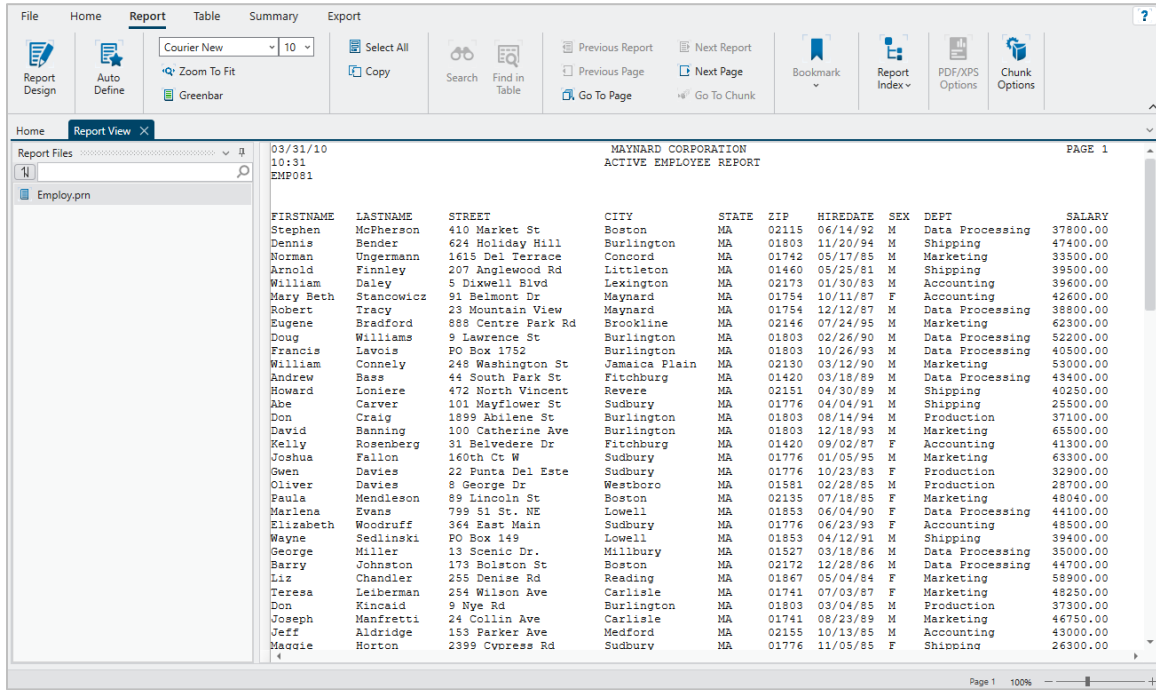 File Home Report Table Summary Export ?
Report Design
Auto Define
Courier New 10
Zoom To Fit
Greenbar
Select All
Copy
Search
Find in Table
Previous Report
Previous Page
Go To Page
Next Report
Next Page
Go To Chunk
Bookmark
Report Index
PDF/XPS Options
Chunk Options
Home Report View
Report Files
Employ.prn
03/31/10 MAYNARD CORPORATION PAGE 1
10:31 ACTIVE EMPLOYEE REPORT
EMP081
FIRSTNAME LASTNAME STREET CITY STATE ZIP HIREDATE SEX DEPT SALARY
Stephen McPherson 410 Market St Boston MA 02115 06/14/92 M Data Processing 37800.00
Dennis Bender 624 Holiday Hill Burlington MA 01803 11/20/94 M Shipping 47400.00
Norman Ungermann 1615 Del Terrace Concord MA 01742 05/17/85 M Marketing 33500.00
Arnold Finnley 207 Anglewood Rd Littleton MA 01460 05/25/81 M Shipping 39500.00
William Daley 5 Dixwell Blvd Lexington MA 02173 01/30/83 M Accounting 39600.00
Mary Beth Stancowicz 91 Belmont Dr Maynard MA 01754 10/11/87 F Accounting 42600.00
Robert Tracy 23 Mountain View Maynard MA 01754 12/12/87 M Data Processing 38800.00
Eugene Bradford 888 Centre Park Rd Brookline MA 02146 07/24/95 M Marketing 62300.00
Doug Williams 9 Lawrence St Burlington MA 01803 02/26/90 M Data Processing 52200.00
Francis Lavois PO Box 1752 Burlington MA 01803 10/26/93 M Data Processing 40500.00
William Connely 248 Washington St Jamaica Plain MA 02130 03/12/90 M Marketing 53000.00
Andrew Bass 44 South Park St Fitchburg MA 01420 03/18/89 M Data Processing 43400.00
Howard Loniere 472 North Vincent Revere MA 02151 04/30/89 M Shipping 40250.00
Abe Carver 101 Mayflower St Sudbury MA 01776 04/04/91 M Shipping 25500.00
Don Craig 1899 Abilene St Burlington MA 01803 08/14/94 M Production 37100.00
David Banning 100 Catherine Ave Burlington MA 01803 12/18/93 M Marketing 65500.00
Kelly Rosenberg 31 Belvedere Dr Fitchburg MA 01420 09/02/87 F Accounting 41300.00
Joshua Fallon 160th Ct W Sudbury MA 01776 01/05/95 M Marketing 63300.00
Gwen Davies 22 Punta Del Este Sudbury MA 01776 10/23/83 F Production 32900.00
Oliver Davies 8 George Dr Westboro MA 01581 02/28/85 M Production 28700.00
Paula Mendleson 89 Lincoln St Boston MA 02135 07/18/85 F Marketing 48040.00
Marlena Evans 799 51 St. NE Lowell MA 01853 06/04/90 F Data Processing 44100.00
Elizabeth Woodruff 364 East Main Sudbury MA 01776 06/23/93 F Accounting 48500.00
Wayne Sedlinski PO Box 149 Lowell MA 01853 04/12/91 M Shipping 39400.00
George Miller 13 Scenic Dr. Millbury MA 01527 03/18/86 M Data Processing 35000.00
Barry Johnston 173 Bolston St Boston MA 02172 12/28/86 M Data Processing 44700.00
Liz Chandler 255 Denise Rd Reading MA 01867 05/04/84 F Marketing 58900.00
Teresa Leiberman 254 Wilson Ave Carlisle MA 01741 07/03/87 F Marketing 48250.00
Don Kincaid 9 Nye Rd Burlington MA 01803 03/04/85 M Production 37300.00
Joseph Manfretti 24 Collin Ave Carlisle MA 01741 08/23/89 M Marketing 46750.00
Jeff Aldridge 153 Parker Ave Medford MA 02155 10/13/85 M Accounting 43000.00
Maggie Horton 2399 Cypress Rd Sudbury MA 01776 11/05/85 F Shipping 26300.00
Page 1 100%